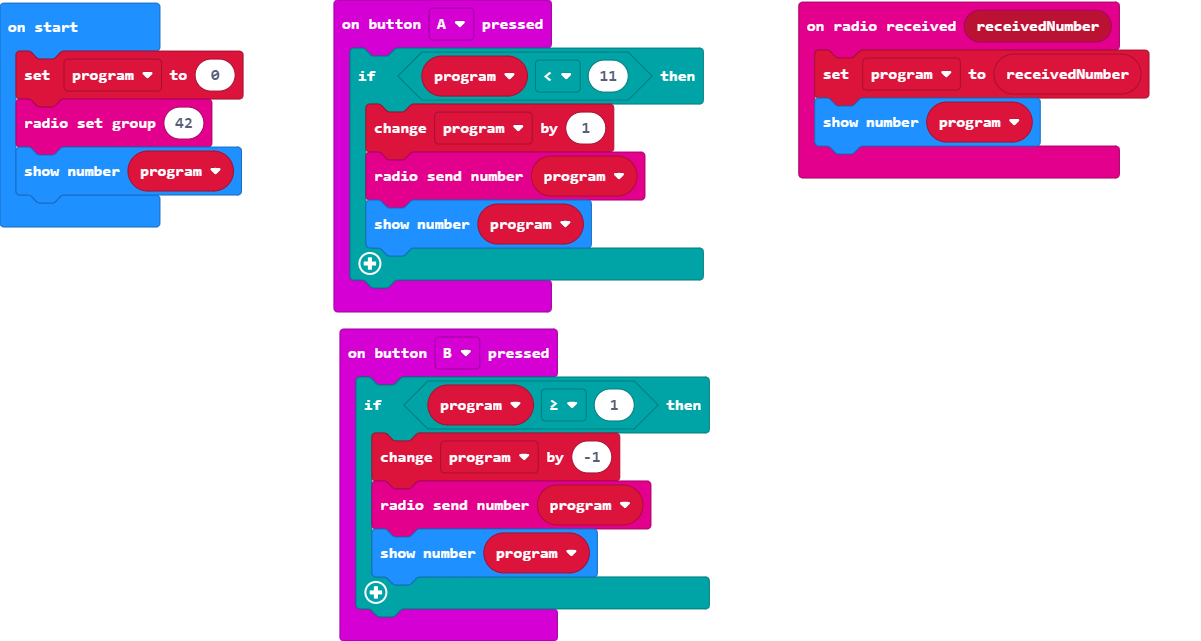 on start
set program to 0
radio set group 42
show number program
on button A pressed
if program < 11 then
change program by 1
radio send number program
show number program
on button B pressed
if program ≥ 1 then
change program by -1
radio send number program
show number program
on radio received receivedNumber
set program to receivedNumber
show number program